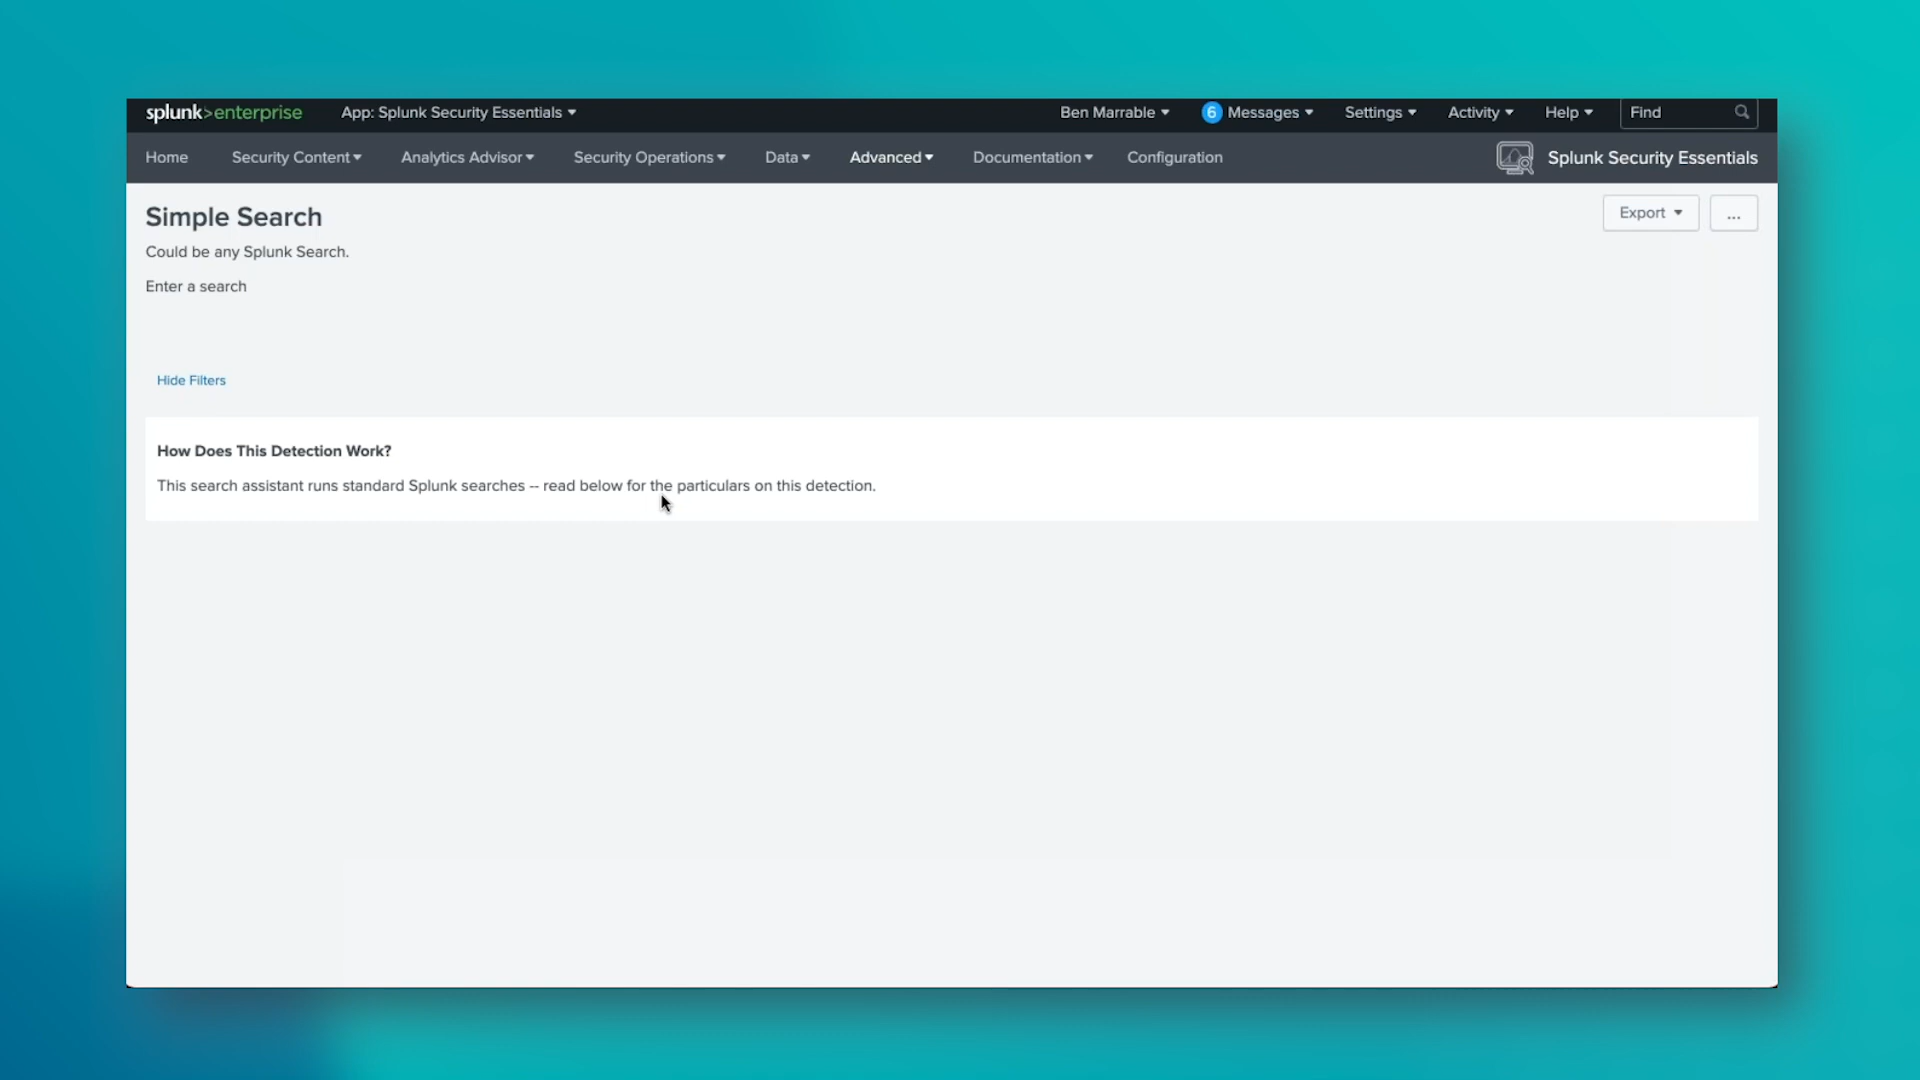 splunk>enterprise App: Splunk Security Essentials Ben Marrable 6 Messages Settings Activity Help Find
Home Security Content Analytics Advisor Security Operations Data Advanced Documentation Configuration Splunk Security Essentials
Simple Search
Export
...
Could be any Splunk Search.
Enter a search
Hide Filters
How Does This Detection Work?
This search assistant runs standard Splunk searches -- read below for the particulars on this detection.